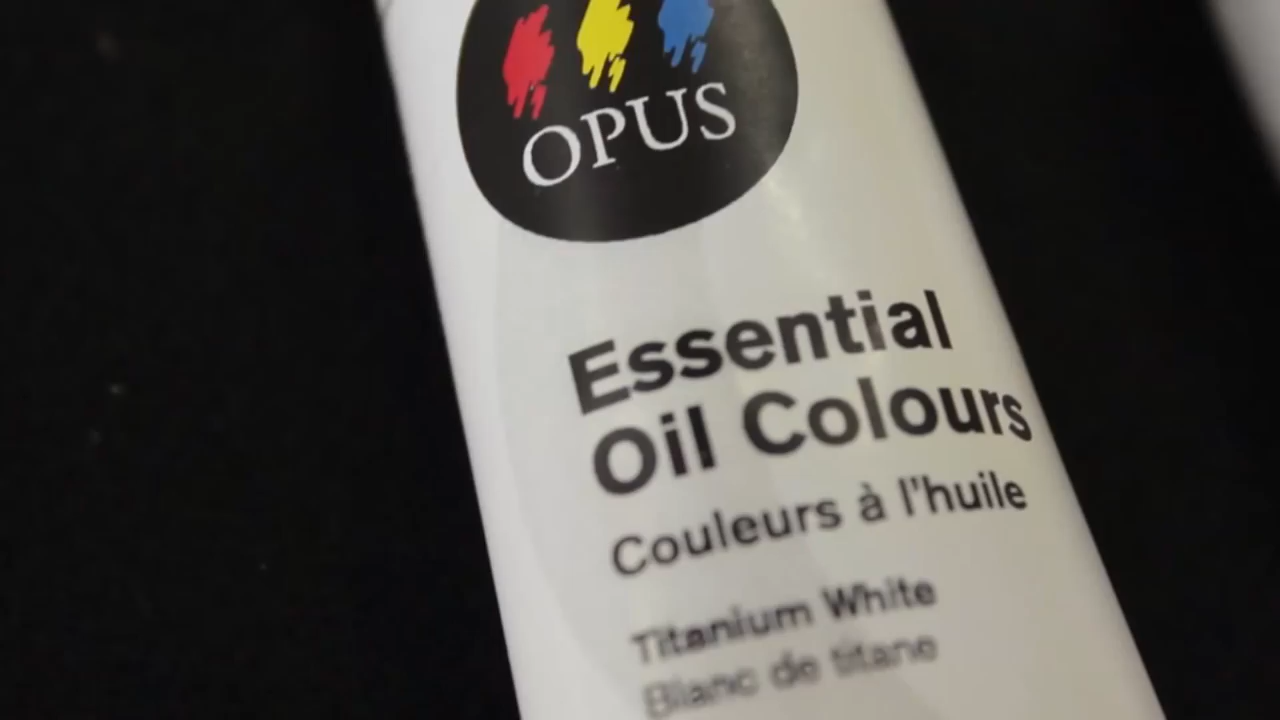 OPUS
Essential
Oil Colours
Couleurs à l'huile
Titanium White
Blanc de titane